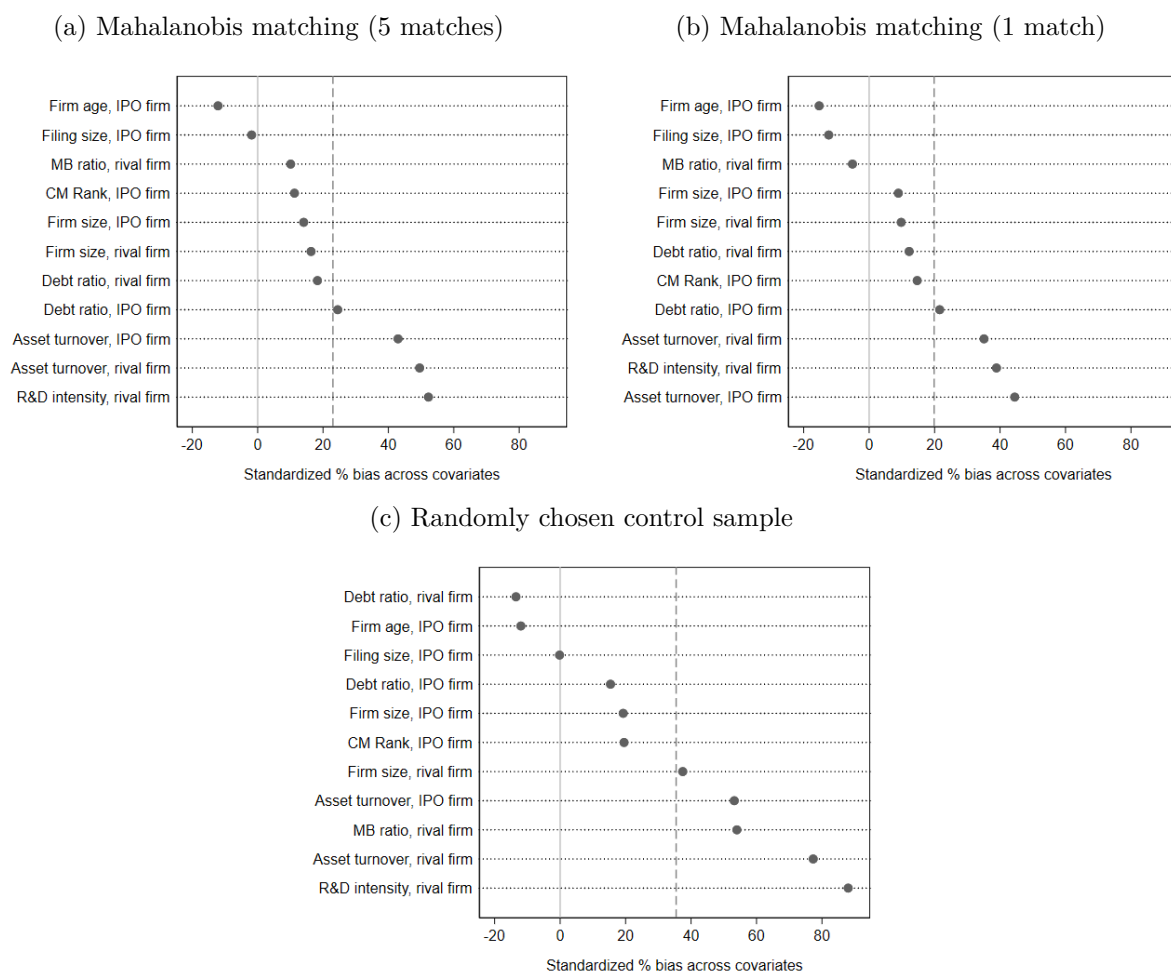 (a) Mahalanobis matching (5 matches)
Firm age, IPO firm
Filing size, IPO firm
MB ratio, rival firm
CM Rank, IPO firm
Firm size, IPO firm
Firm size, rival firm
Debt ratio, rival firm
Debt ratio, IPO firm
Asset turnover, IPO firm
Asset turnover, rival firm
R&D intensity, rival firm
-20 0 20 40 60 80
Standardized % bias across covariates
(b) Mahalanobis matching (1 match)
Firm age, IPO firm
Filing size, IPO firm
MB ratio, rival firm
Firm size, IPO firm
Firm size, rival firm
Debt ratio, rival firm
CM Rank, IPO firm
Debt ratio, IPO firm
Asset turnover, rival firm
R&D intensity, rival firm
Asset turnover, IPO firm
-20 0 20 40 60 80
Standardized % bias across covariates
(c) Randomly chosen control sample
Debt ratio, rival firm
Firm age, IPO firm
Filing size, IPO firm
Debt ratio, IPO firm
Firm size, IPO firm
CM Rank, IPO firm
Firm size, rival firm
Asset turnover, IPO firm
MB ratio, rival firm
Asset turnover, rival firm
R&D intensity, rival firm
-20 0 20 40 60 80
Standardized % bias across covariates